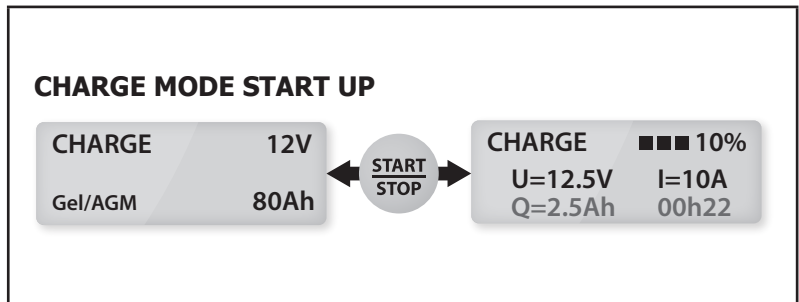 CHARGE MODE START UP
CHARGE 12V
Gel/AGM 80Ah
START
STOP
CHARGE 10%
U=12.5V I=10A
Q=2.5Ah 00h22